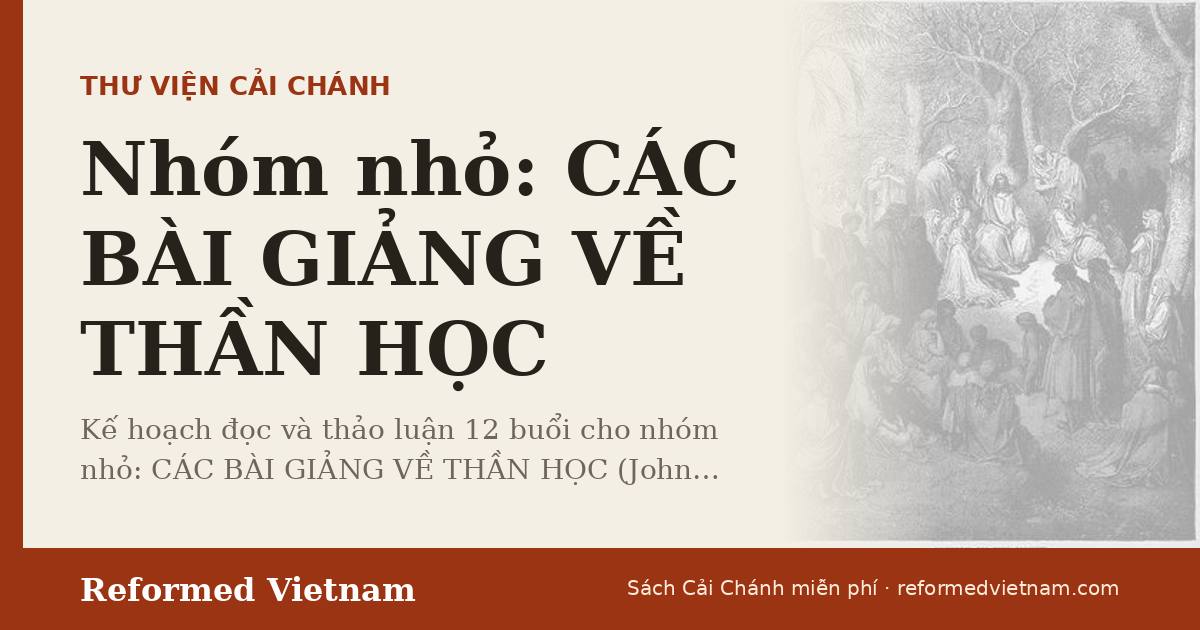 THƯ VIỆN CẢI CHÁNH
Nhóm nhỏ: CÁC
BÀI GIẢNG VỀ
THẦN HỌC
Kế hoạch đọc và thảo luận 12 buổi cho nhóm
nhỏ: CÁC BÀI GIẢNG VỀ THẦN HỌC (John…
Reformed Vietnam
Sách Cải Chánh miễn phí · reformedvietnam.com